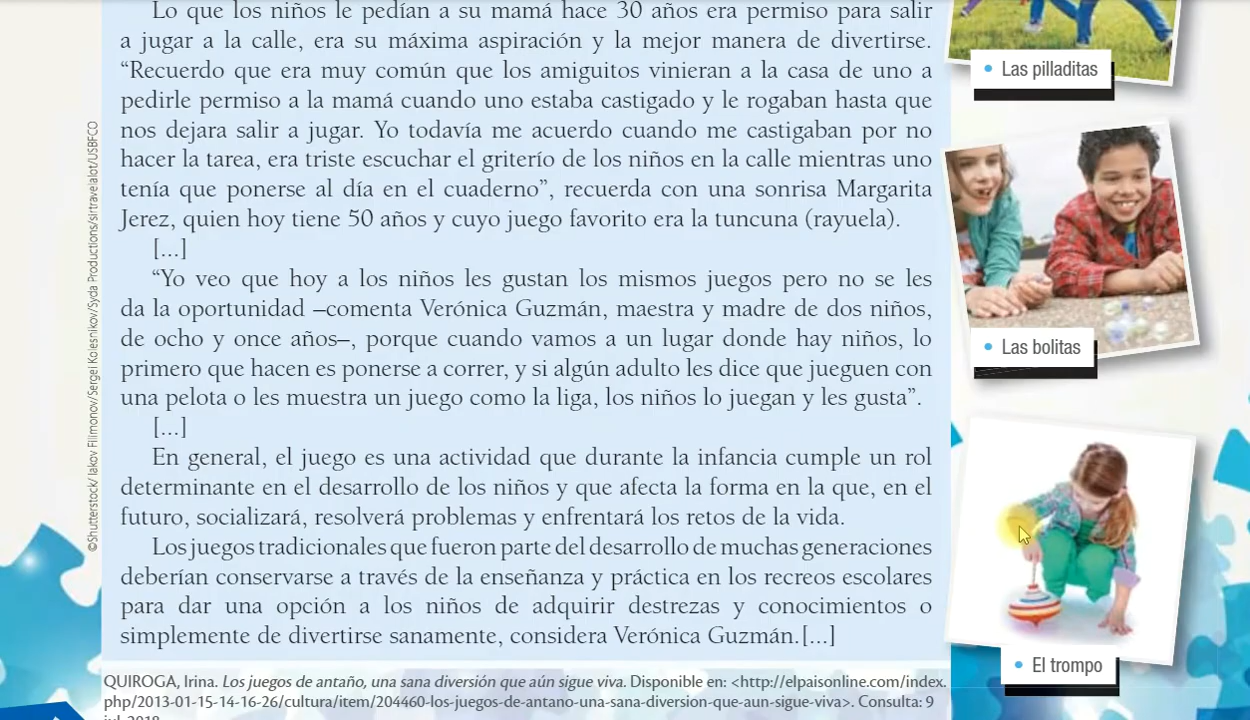 Lo que los niños le pedían a su mamá hace 30 años era permiso para salir
a jugar a la calle, era su máxima aspiración y la mejor manera de divertirse.
“Recuerdo que era muy común que los amiguitos vinieran a la casa de uno a
pedirle permiso a la mamá cuando uno estaba castigado y le rogaban hasta que
nos dejara salir a jugar. Yo todavía me acuerdo cuando me castigaban por no
hacer la tarea, era triste escuchar el griterío de los niños en la calle mientras uno
tenía que ponerse al día en el cuaderno”, recuerda con una sonrisa Margarita
Jerez, quien hoy tiene 50 años y cuyo juego favorito era la tuncuna (rayuela).
[...]
“Yo veo que hoy a los niños les gustan los mismos juegos pero no se les
da la oportunidad –comenta Verónica Guzmán, maestra y madre de dos niños,
de ocho y once años–, porque cuando vamos a un lugar donde hay niños, lo
primero que hacen es ponerse a correr, y si algún adulto les dice que jueguen con
una pelota o les muestra un juego como la liga, los niños lo juegan y les gusta”.
[...]
En general, el juego es una actividad que durante la infancia cumple un rol
determinante en el desarrollo de los niños y que afecta la forma en la que, en el
futuro, socializará, resolverá problemas y enfrentará los retos de la vida.
Los juegos tradicionales que fueron parte del desarrollo de muchas generaciones
deberían conservarse a través de la enseñanza y práctica en los recreos escolares
para dar una opción a los niños de adquirir destrezas y conocimientos o
simplemente de divertirse sanamente, considera Verónica Guzmán.[...]
QUIROGA, Irina. Los juegos de antaño, una sana diversión que aún sigue viva. Disponible en: <http://elpaisonline.com/index.
php/2013-01-15-14-16-26/cultura/item/204460-los-juegos-de-antano-una-sana-diversion-que-aun-sigue-viva>. Consulta: 9
jul. 2018
©Shutterstock/ Iakov Filimonov/Sergei Kolesnikov/Syda Productions/sirtravelalot/USBFCO
• Las pilladitas
• Las bolitas
• El trompo